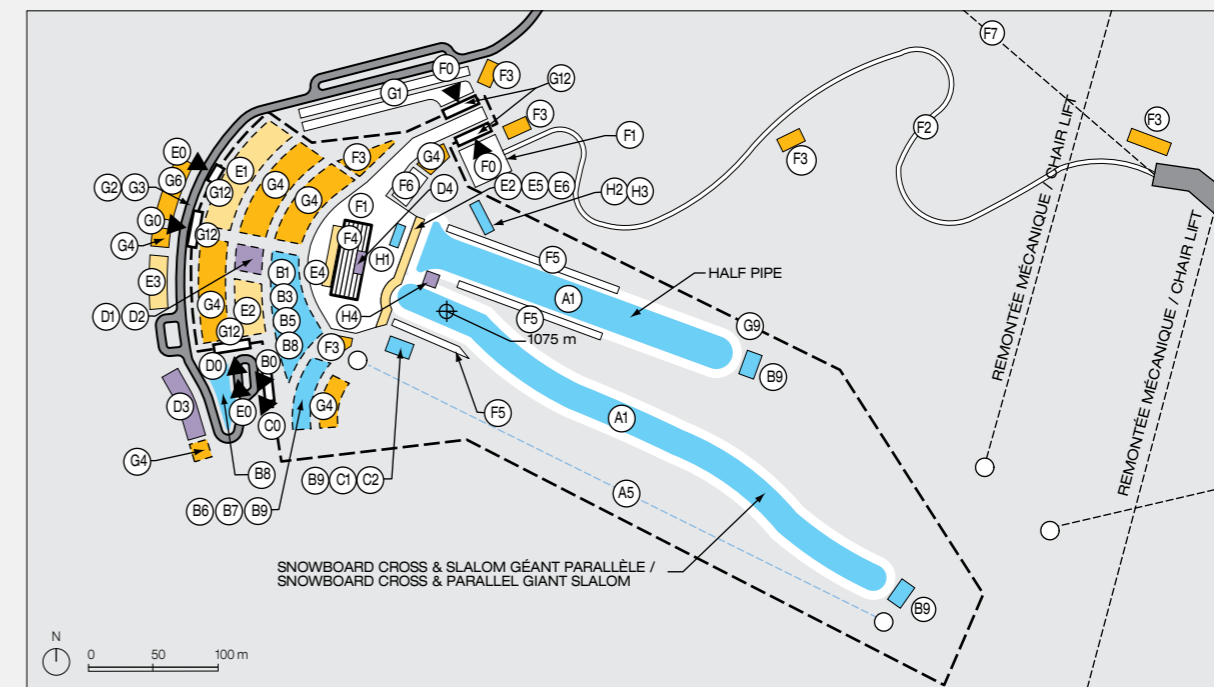 F7
F0
F3
G12
G1
F3
F1
F2
F3
F3
REMONTÉE MÉCANIQUE / CHAIR LIFT
E0
G2 G3 G6
E1
G12
G4
G4
F3
G4
F0
F6
D4
E2 E5 E6
H2 H3
G0
G4
G12
F1
F4
E3
E4
H1
B1
B3
B5
B8
D1 D2
G4
E2
H4
F5
A1
HALF PIPE
F5
1075 m
G9
B9
REMONTÉE MÉCANIQUE / CHAIR LIFT
G12
D0
B0
F3
D3
E0
C0
G4
F5
A1
G4
B8
B6 B7 B9
B9 C1 C2
A5
SNOWBOARD CROSS & SLALOM GÉANT PARALLÈLE /
SNOWBOARD CROSS & PARALLEL GIANT SLALOM
B9
N
0 50 100 m